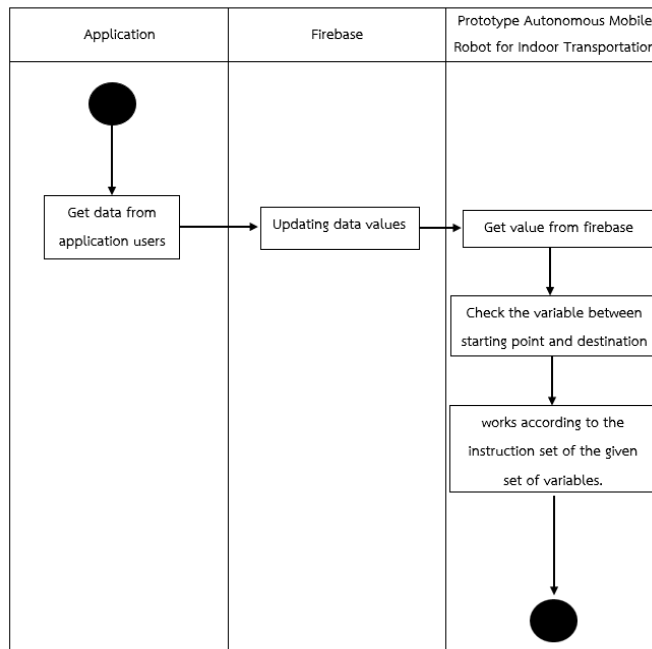 Application
Firebase
Prototype Autonomous Mobile
Robot for Indoor Transportation
Get data from
application users
Updating data values
Get value from firebase
Check the variable between
starting point and destination
works according to the
instruction set of the given
set of variables.